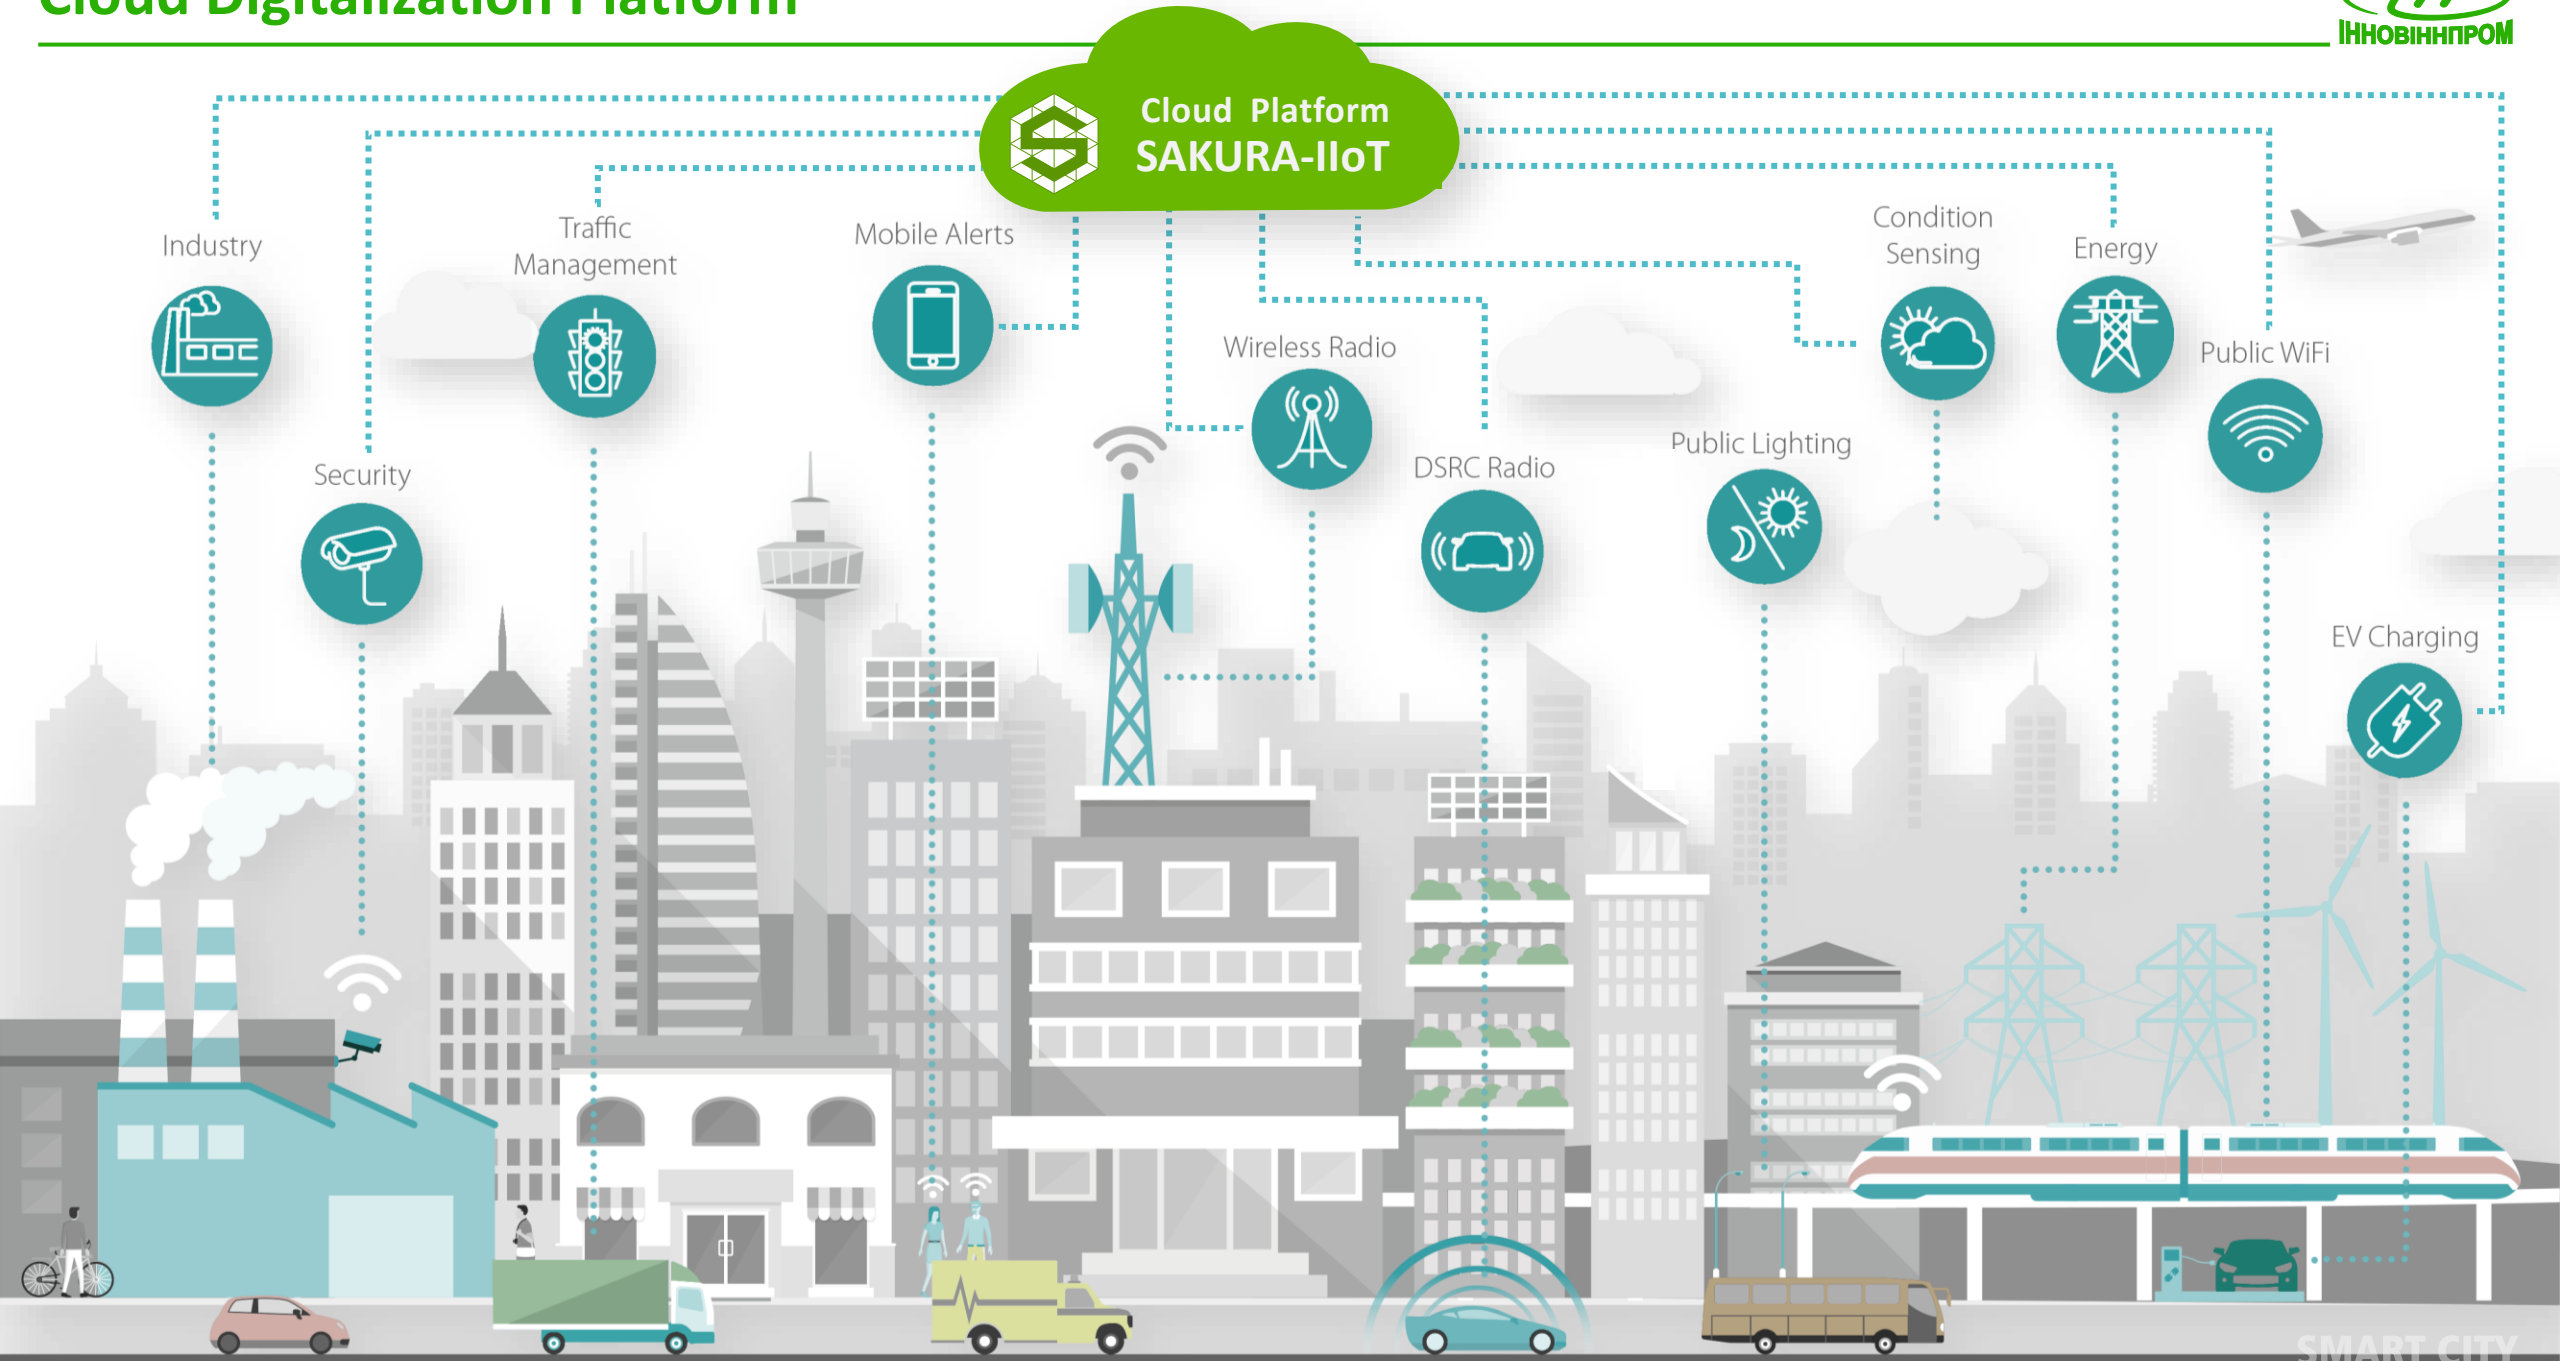 Cloud Digitalization Platform
ІННОВІННПРОМ
Cloud Platform
SAKURA-IIoT
Industry
Security
Traffic
Management
Mobile Alerts
Wireless Radio
DSRC Radio
Public Lighting
Condition
Sensing
Energy
Public WiFi
EV Charging
SMART CITY